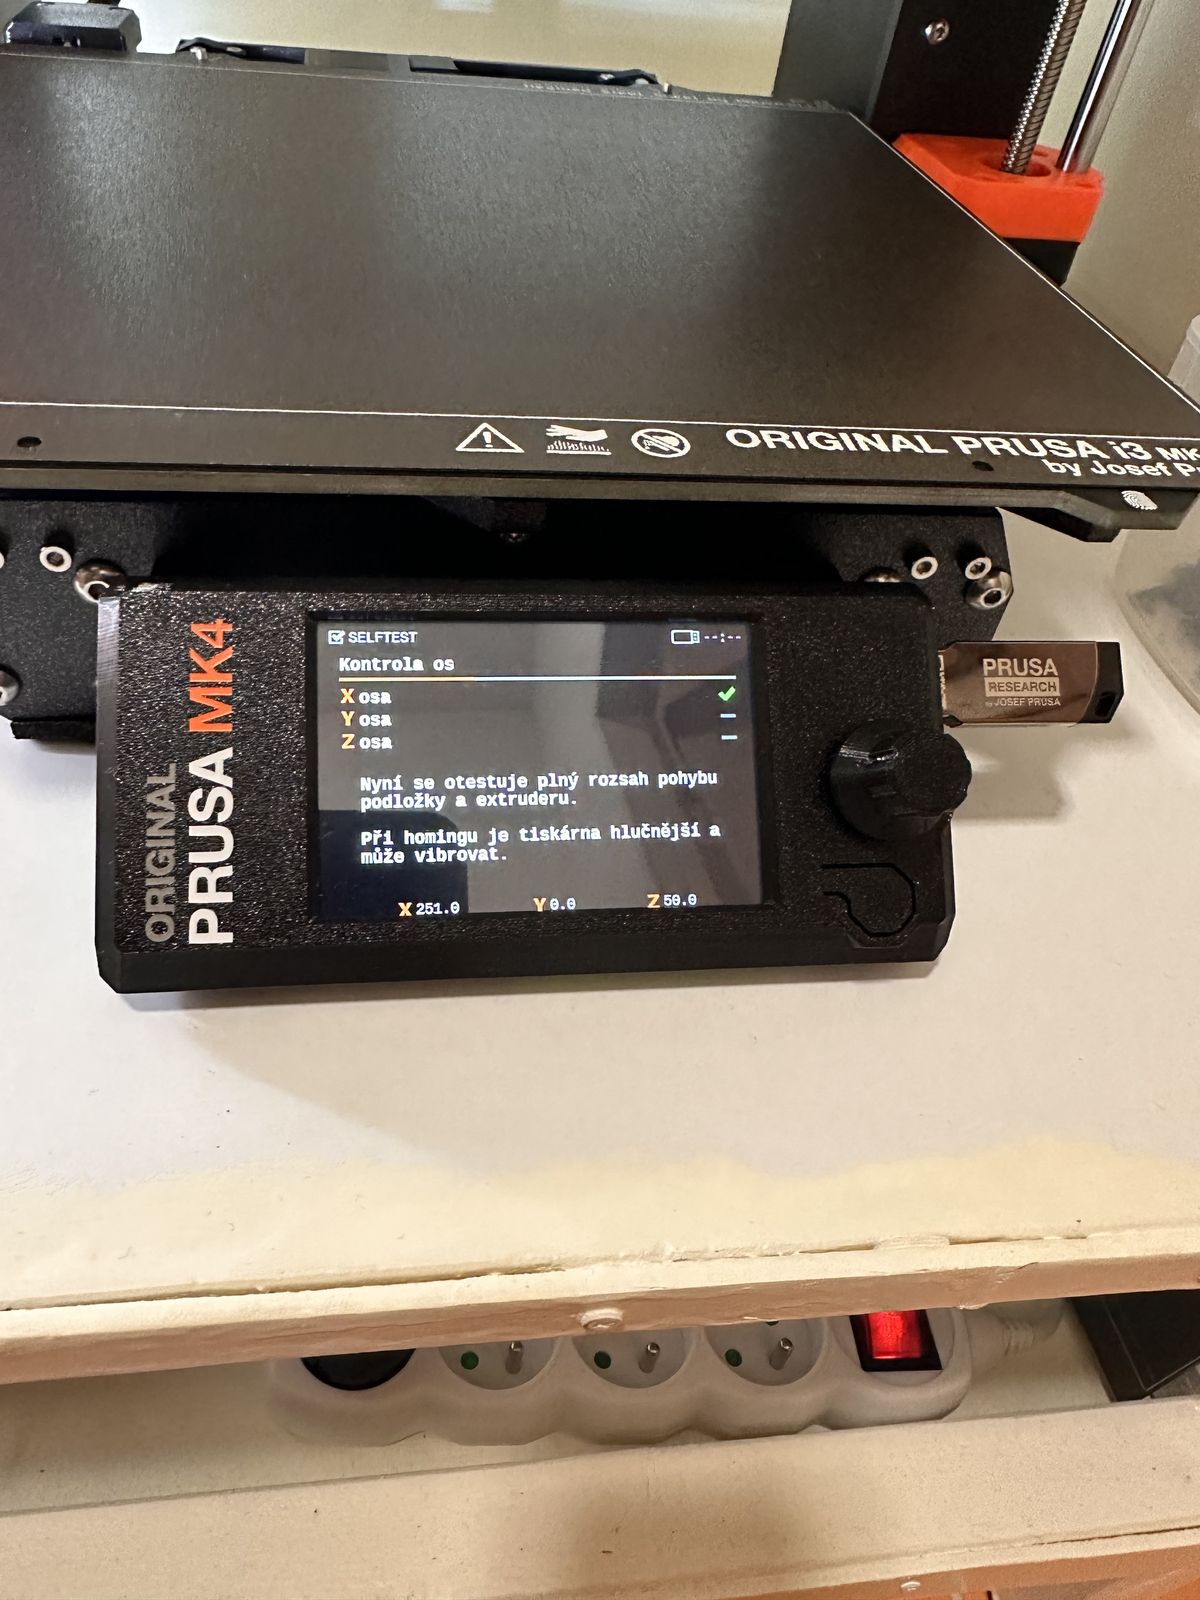 ORIGINAL PRUSA i3 MK
by Josef Pr
ORIGINAL
PRUSA MK4
SELFTEST
--:--
Kontrola os
X osa
Y osa
Z osa
Nyní se otestuje plný rozsah pohybu
podložky a extruderu.
Při homingu je tiskárna hlučnější a
může vibrovat.
X 251.0 Y 0.0 Z 50.0
PRUSA
RESEARCH
by JOSEF PRUSA